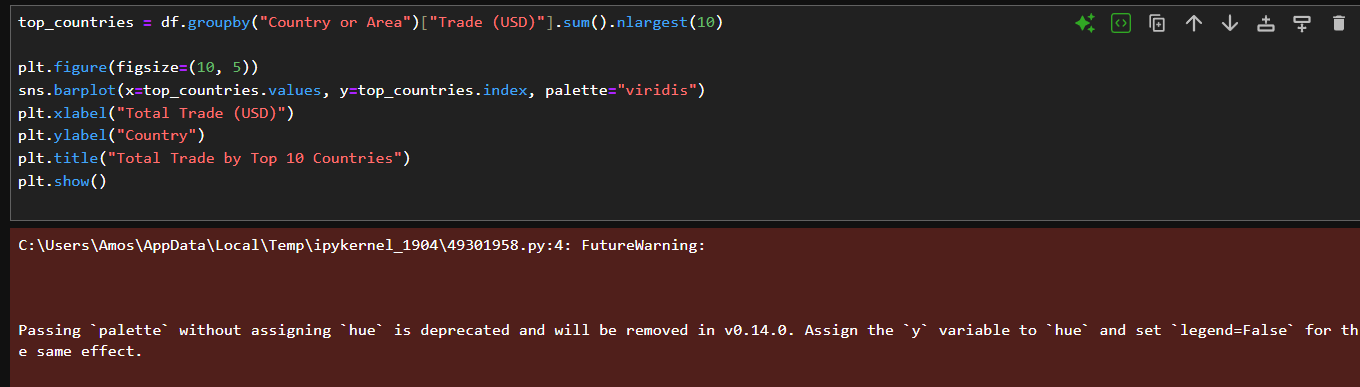 top_countries = df.groupby("Country or Area")["Trade (USD)"].sum().nlargest(10)
plt.figure(figsize=(10, 5))
sns.barplot(x=top_countries.values, y=top_countries.index, palette="viridis")
plt.xlabel("Total Trade (USD)")
plt.ylabel("Country")
plt.title("Total Trade by Top 10 Countries")
plt.show()
C:\Users\Amos\AppData\Local\Temp\ipykernel_1904\49301958.py:4: FutureWarning:
Passing `palette` without assigning `hue` is deprecated and will be removed in v0.14.0. Assign the `y` variable to `hue` and set `legend=False` for th
e same effect.